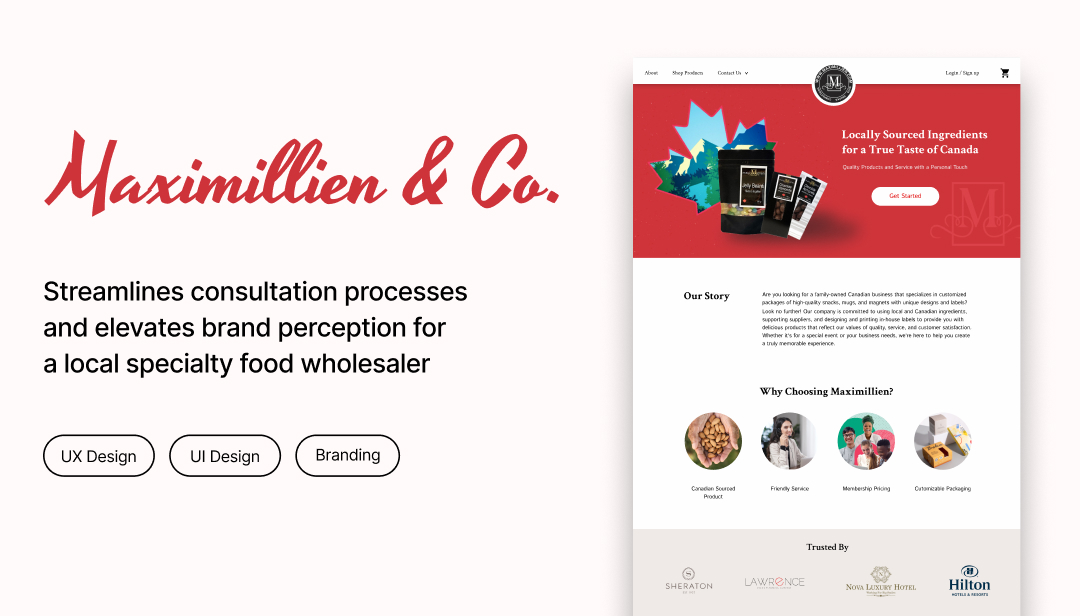 Maximillien & Co.
Streamlines consultation processes
and elevates brand perception for
a local specialty food wholesaler
UX Design
UI Design
Branding
About
Shop Products
Contact Us
Login / Sign up
M
Locally Sourced Ingredients
for a True Taste of Canada
Quality Products and Service with a Personal Touch
Get Started
M
Jelly Beans
Our Story
Are you looking for a family-owned Canadian business that specializes in customized
packages of high-quality snacks, mugs, and magnets with unique designs and labels?
Look no further! Our company is committed to using local and Canadian ingredients,
supporting suppliers, and designing and printing in-house labels to provide you with
delicious products that reflect our values of quality, service, and customer satisfaction.
Whether it's for a special event or your business needs, we're here to help you create
a truly memorable experience.
Why Choosing Maximillien?
Canadian Sourced
Product
Friendly Service
Membership Pricing
Cutomizable Packaging
Trusted By
S
SHERATON
LAWRENCE
N
NOVA LUXURY HOTEL
H
Hilton
HOTELS & RESORTS